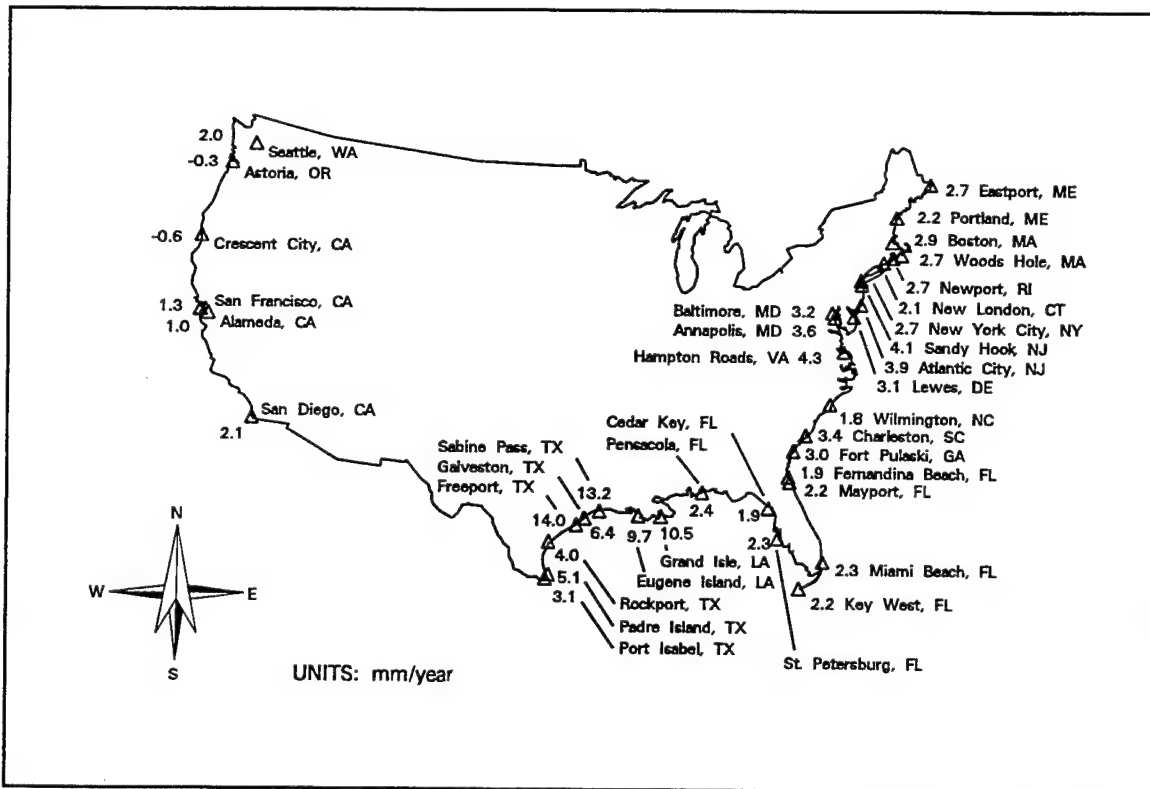 2.0
Seattle, WA
-0.3
Astoria, OR
-0.6
Crescent City, CA
1.3
San Francisco, CA
1.0
Alameda, CA
San Diego, CA
2.1
2.7 Eastport, ME
2.2 Portland, ME
2.9 Boston, MA
2.7 Woods Hole, MA
2.7 Newport, RI
2.1 New London, CT
2.7 New York City, NY
4.1 Sandy Hook, NJ
3.9 Atlantic City, NJ
3.1 Lewes, DE
Baltimore, MD 3.2
Annapolis, MD 3.6
Hampton Roads, VA 4.3
1.8 Wilmington, NC
3.4 Charleston, SC
3.0 Fort Pulaski, GA
1.9 Fernandina Beach, FL
2.2 Mayport, FL
Cedar Key, FL
Pensacola, FL
Sabine Pass, TX
Galveston, TX
Freeport, TX
13.2
14.0
6.4
9.7
10.5
2.4
1.9
2.3
Grand Isle, LA
Eugene Island, LA
4.0
5.1
3.1
Rockport, TX
Padre Island, TX
Port Isabel, TX
2.3 Miami Beach, FL
2.2 Key West, FL
St. Petersburg, FL
N
W
E
S
UNITS: mm/year